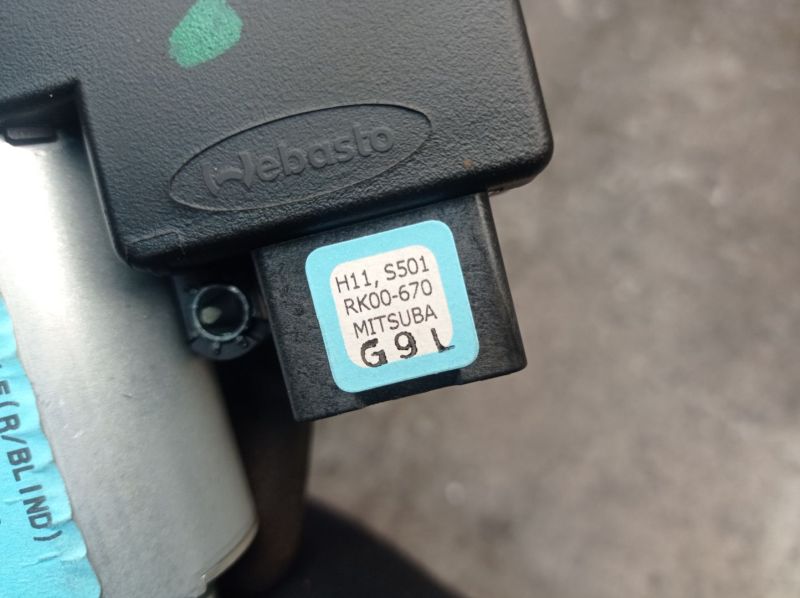 Webasto
H11, S501
RK00-670
MITSUBA
G9L
(R/BLIND)